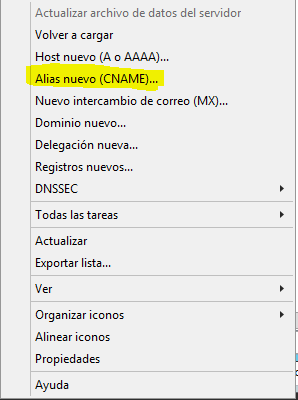 Actualizar archivo de datos del servidor
Volver a cargar
Host nuevo (A o AAAA)...
Alias nuevo (CNAME)...
Nuevo intercambio de correo (MX)...
Dominio nuevo...
Delegación nueva...
Registros nuevos...
DNSSEC
Todas las tareas
Actualizar
Exportar lista...
Ver
Organizar iconos
Alinear iconos
Propiedades
Ayuda